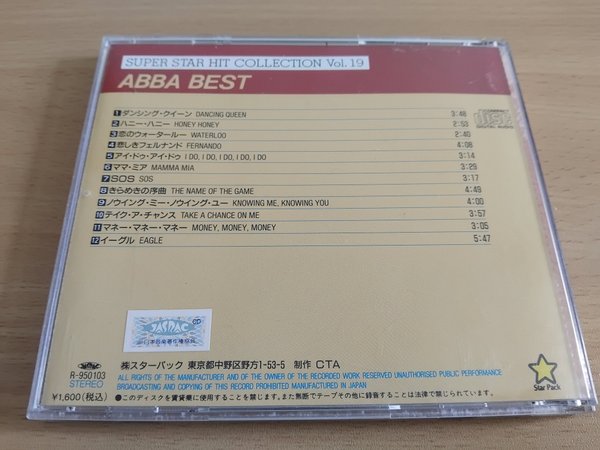 SUPER STAR HIT COLLECTION Vol.19
ABBA BEST
COMPACT
disc
DIGITAL AUDIO
1 ダンシング・クイーン DANCING QUEEN 3:48
2 ハニー・ハニー HONEY HONEY 2:53
3 恋のウォータールー WATERLOO 2:40
4 悲しきフェルナンド FERNANDO 4:08
5 アイ・ドゥ・アイ・ドゥ I DO, I DO, I DO, I DO, I DO 3:14
6 ママ・ミア MAMMA MIA 3:29
7 SOS SOS 3:17
8 きらめきの序曲 THE NAME OF THE GAME 4:49
9 ノウイング・ミー・ノウイング・ユー KNOWING ME, KNOWING YOU 4:00
10 テイク・ア・チャンス TAKE A CHANCE ON ME 3:57
11 マネー・マネー・マネー MONEY, MONEY, MONEY 3:05
12 イーグル EAGLE 5:47
JASRAC
CD
R-950103
STEREO
¥1,600(税込)
㈱スターパック 東京都中野区野方1-53-5 制作 CTA
ALL RIGHTS OF THE MANUFACTURER AND OF THE OWNER OF THE RECORDED WORK RESERVED UNAUTHORISED PUBLIC PERFORMANCE
BROADCASTING AND COPYING OF THIS RECORD PROHIBITED MANUFACTURED IN JAPAN
●このディスクを賃貸業に使用することを禁じます。また無断でテープその他に録音することは法律で禁じられています。
Star Pack